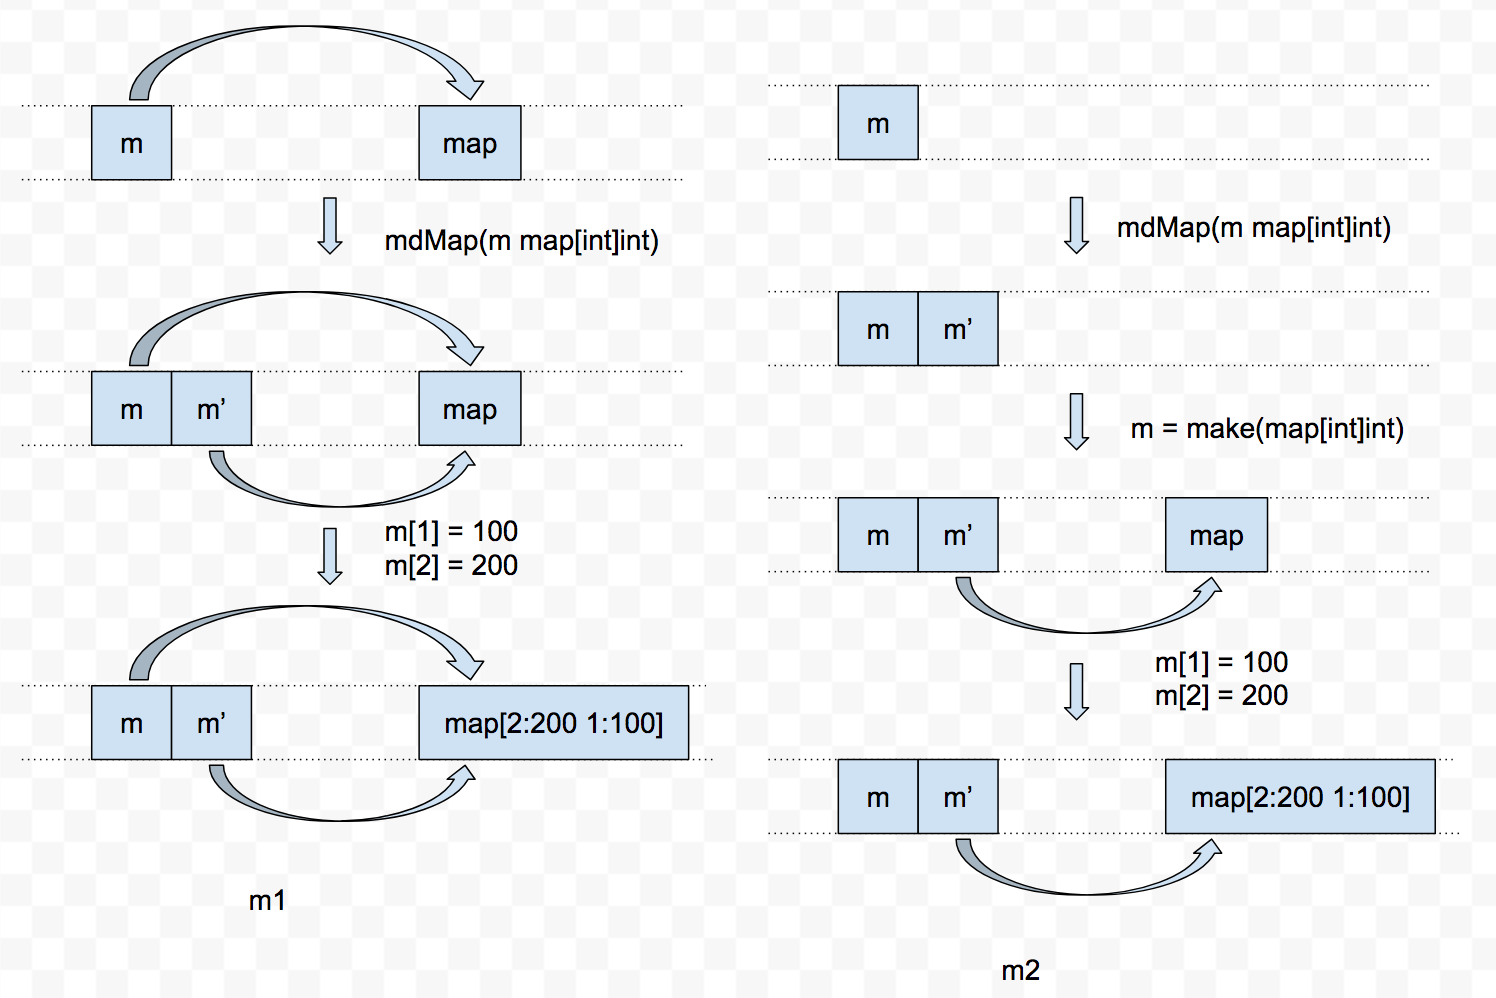 m map
mdMap(m map[int]int)
m m’ map
m[1] = 100
m[2] = 200
m m’ map[2:200 1:100]
m1
m
mdMap(m map[int]int)
m m’
m = make(map[int]int)
m m’ map
m[1] = 100
m[2] = 200
m m’ map[2:200 1:100]
m2